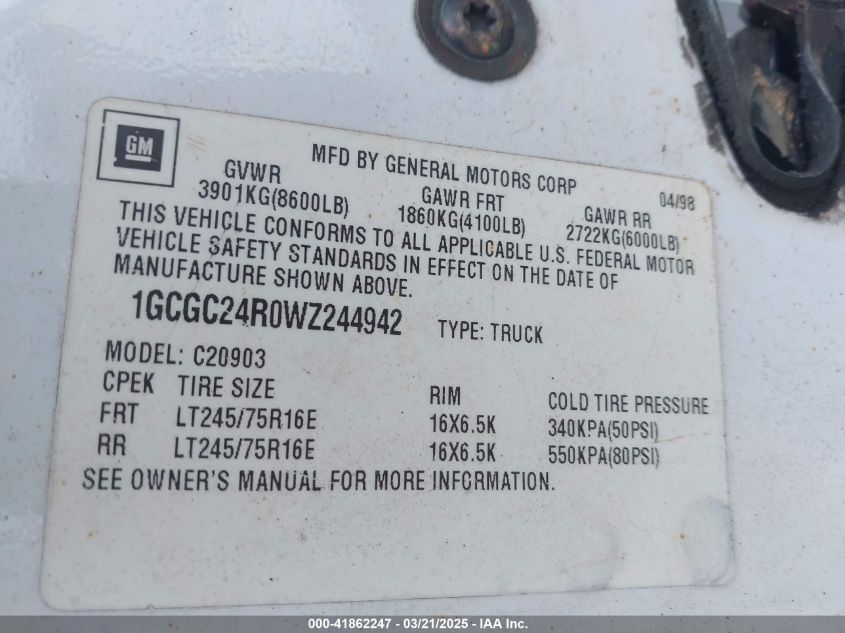 GM
MFD BY GENERAL MOTORS CORP 04/98
GVWR GAWR FRT GAWR RR
3901KG(8600LB) 1860KG(4100LB) 2722KG(6000LB)
THIS VEHICLE CONFORMS TO ALL APPLICABLE U.S. FEDERAL MOTOR
VEHICLE SAFETY STANDARDS IN EFFECT ON THE DATE OF
MANUFACTURE SHOWN ABOVE.
1GCGC24R0WZ244942 TYPE: TRUCK
MODEL: C20903
CPEK TIRE SIZE RIM COLD TIRE PRESSURE
FRT LT245/75R16E 16X6.5K 340KPA(50PSI)
RR LT245/75R16E 16X6.5K 550KPA(80PSI)
SEE OWNER'S MANUAL FOR MORE INFORMATION.
000-41862247 - 03/21/2025 - IAA Inc.